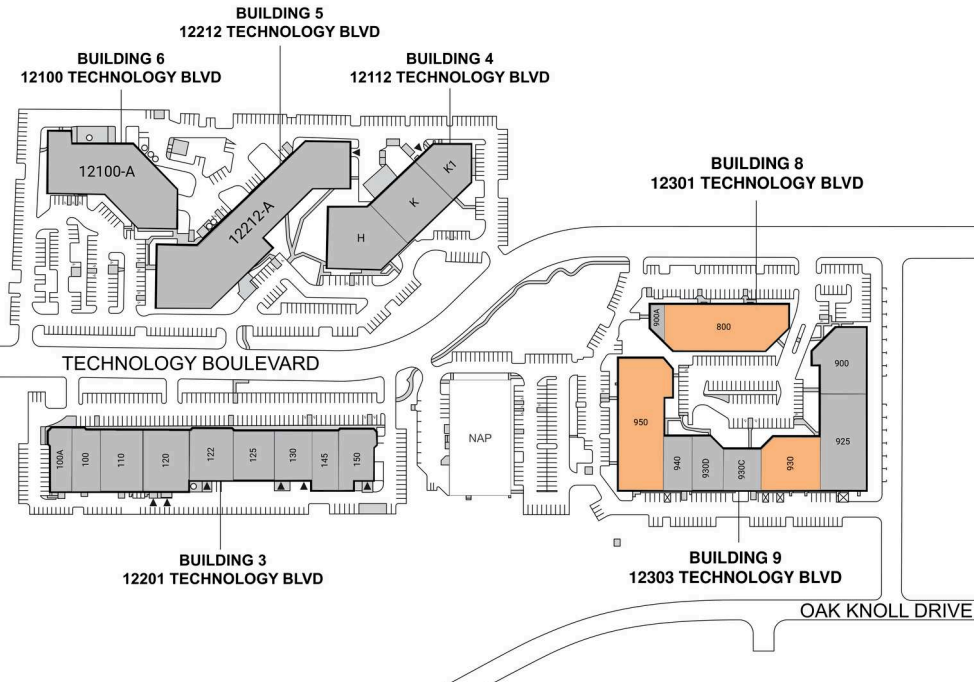 BUILDING 5
12212 TECHNOLOGY BLVD
BUILDING 6
12100 TECHNOLOGY BLVD
BUILDING 4
12112 TECHNOLOGY BLVD
12100-A
12212-A
H
K
K1
BUILDING 8
12301 TECHNOLOGY BLVD
900A
800
900
TECHNOLOGY BOULEVARD
950
925
940
930D
930C
930
NAP
100A
100
110
120
122
125
130
145
150
BUILDING 3
12201 TECHNOLOGY BLVD
BUILDING 9
12303 TECHNOLOGY BLVD
OAK KNOLL DRIVE